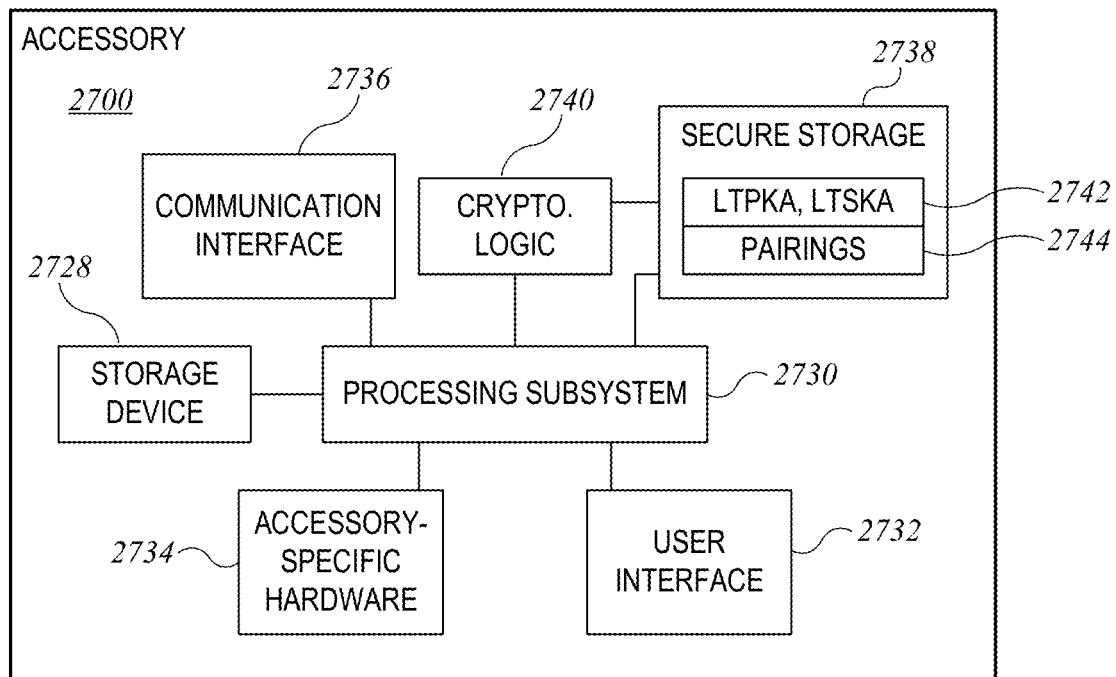 ACCESSORY
2700
2736
2740
2738
COMMUNICATION
INTERFACE
CRYPTO.
LOGIC
SECURE STORAGE
LTPKA, LTSKA
2742
PAIRINGS
2744
2728
STORAGE
DEVICE
PROCESSING SUBSYSTEM
2730
2734
ACCESSORY-
SPECIFIC
HARDWARE
USER
INTERFACE
2732